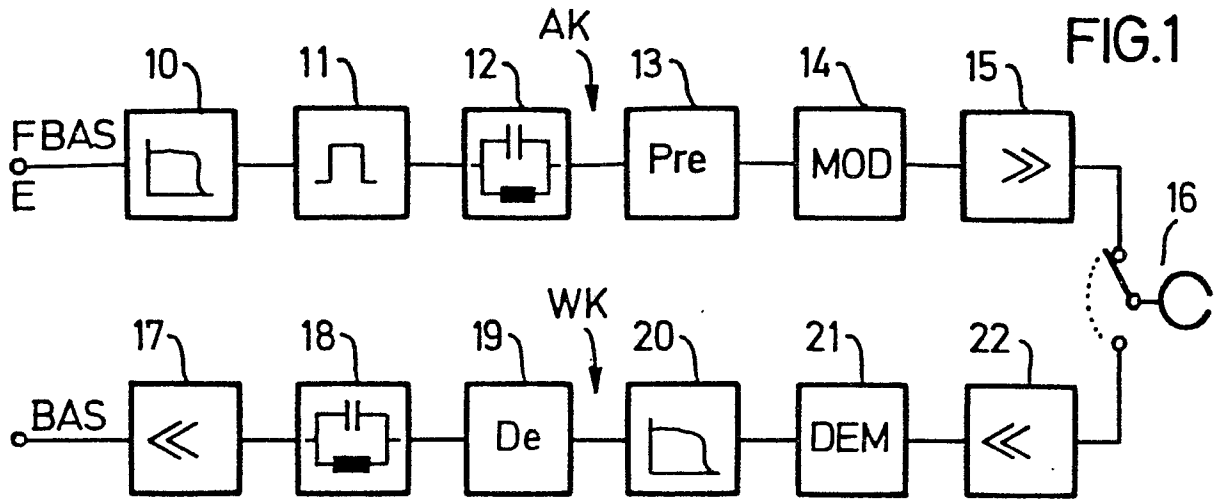 FIG.1
AK
10 11 12 13 14 15
FBAS
E
Pre
MOD
16
WK
17 18 19 20 21 22
BAS
De
DEM